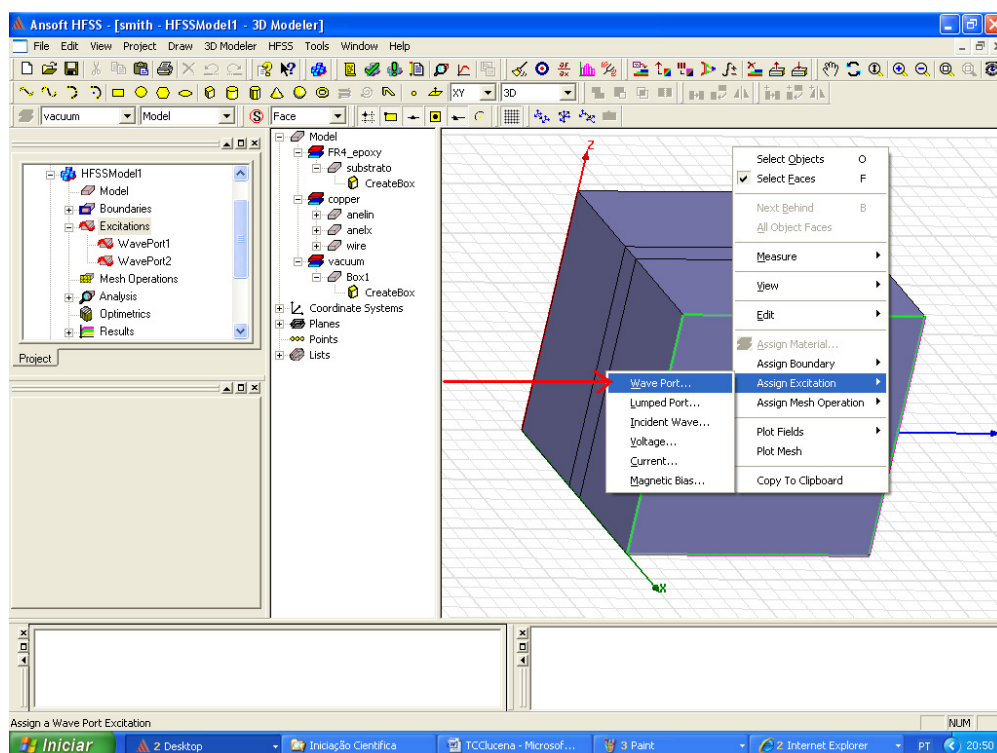 Ansoft HFSS - [smith - HFSSModel1 - 3D Modeler]
File Edit View Project Draw 3D Modeler HFSS Tools Window Help
XY 3D
vacuum Model Face
HFSSModel1
Model
Boundaries
Excitations
WavePort1
WavePort2
Mesh Operations
Analysis
Optimetrics
Results
Project
Model
FR4_epoxy
substrato
CreateBox
copper
anelin
anelx
wire
vacuum
Box1
CreateBox
Coordinate Systems
Planes
Points
Lists
Z
X
Select Objects O
Select Faces F
Next Behind B
All Object Faces
Measure
View
Edit
Assign Material...
Assign Boundary
Assign Excitation
Assign Mesh Operation
Plot Fields
Plot Mesh
Copy To Clipboard
Wave Port...
Lumped Port...
Incident Wave...
Voltage...
Current...
Magnetic Bias...
Assign a Wave Port Excitation
NUM
Iniciar 2 Desktop Iniciação Cientifica TCClucena - Microsof... 3 Paint 2 Internet Explorer PT 20:50